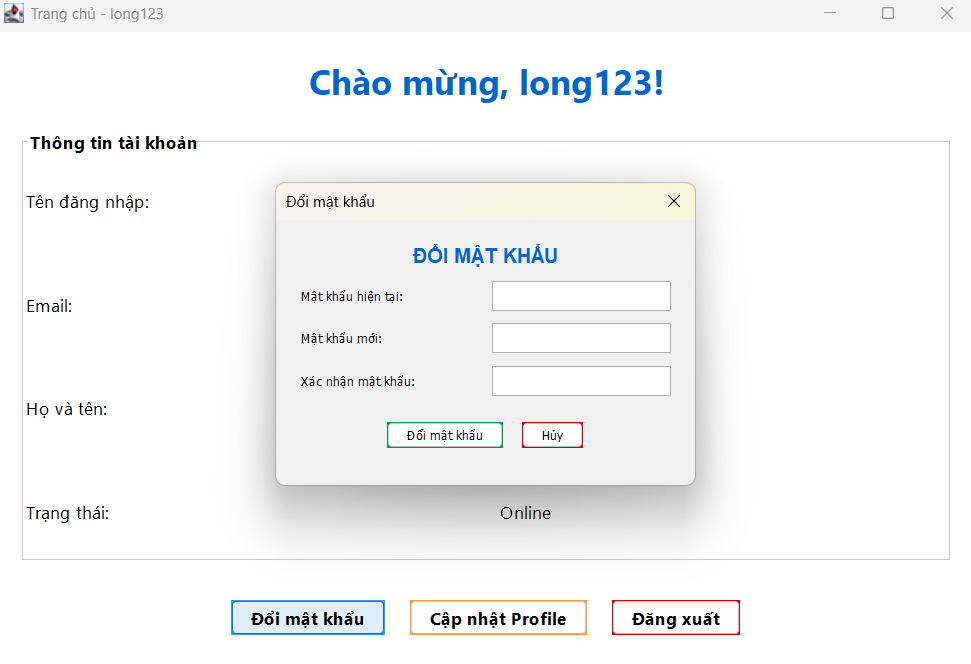 Trang chủ - long123
Chào mừng, long123!
Thông tin tài khoản
Tên đăng nhập:
Đổi mật khẩu
ĐỔI MẬT KHẨU
Mật khẩu hiện tại:
Mật khẩu mới:
Xác nhận mật khẩu:
Đổi mật khẩu Hủy
Email:
Họ và tên:
Trạng thái: Online
Đổi mật khẩu Cập nhật Profile Đăng xuất